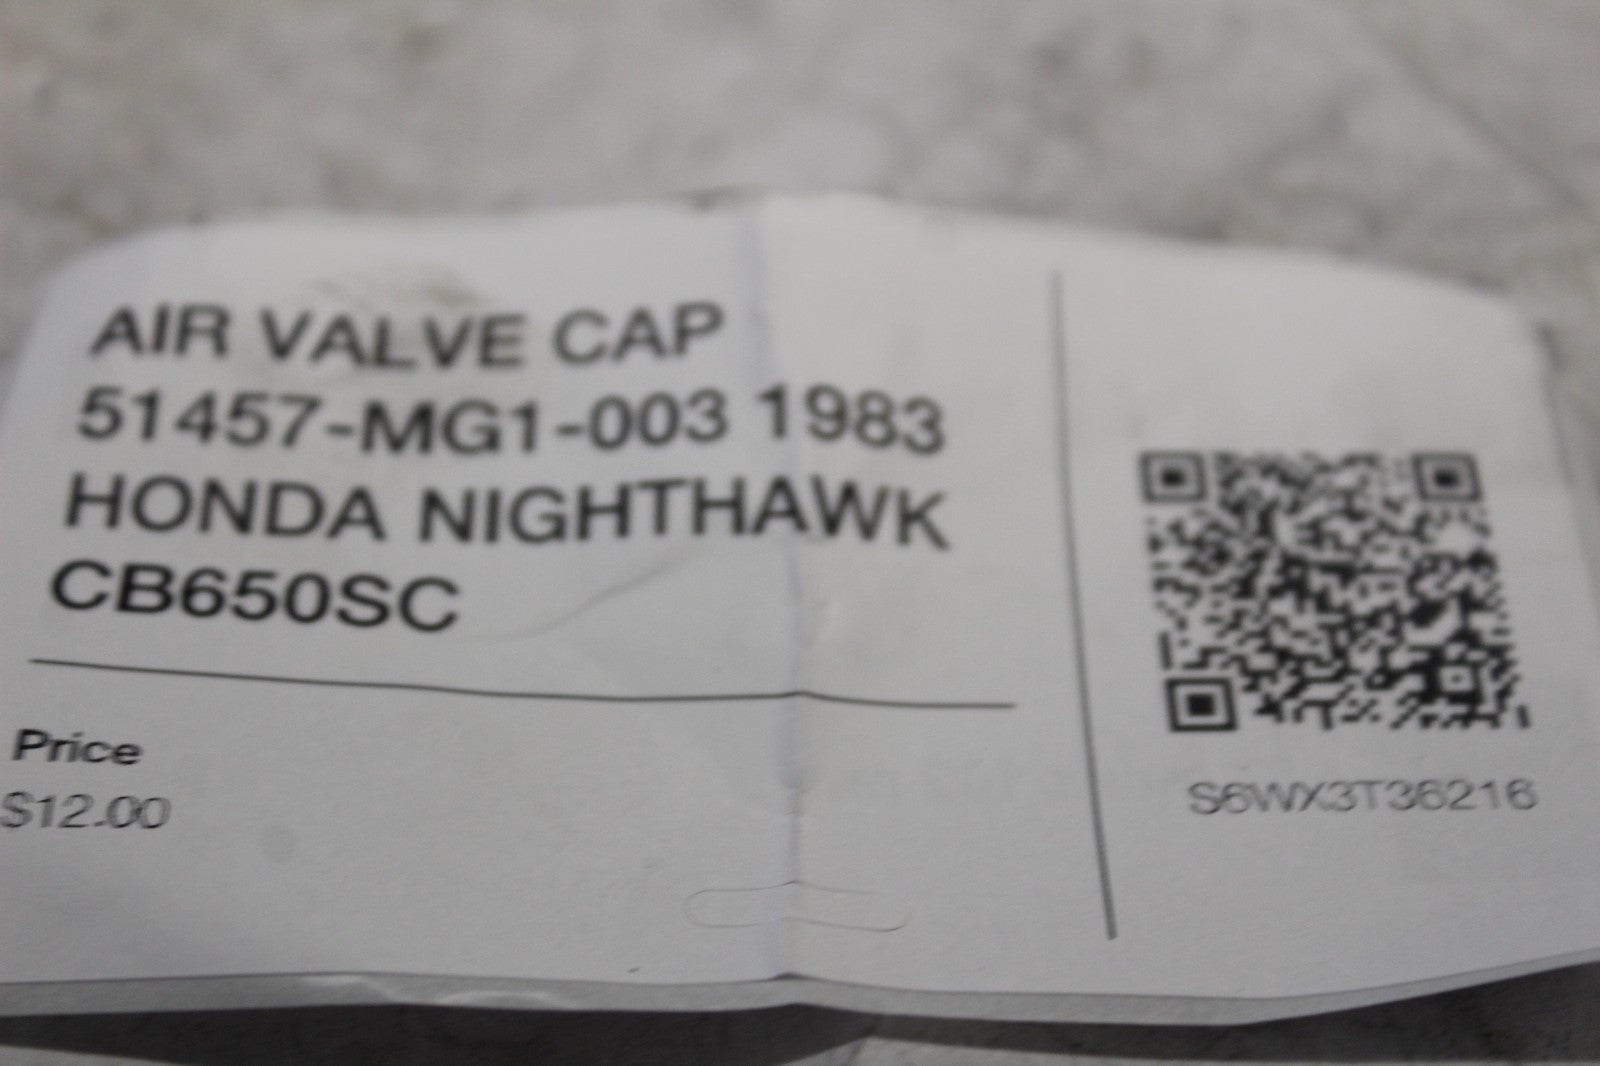 AIR VALVE CAP
51457-MG1-003 1983
HONDA NIGHTHAWK
CB650SC
Price
$12.00
S6WX3T36216